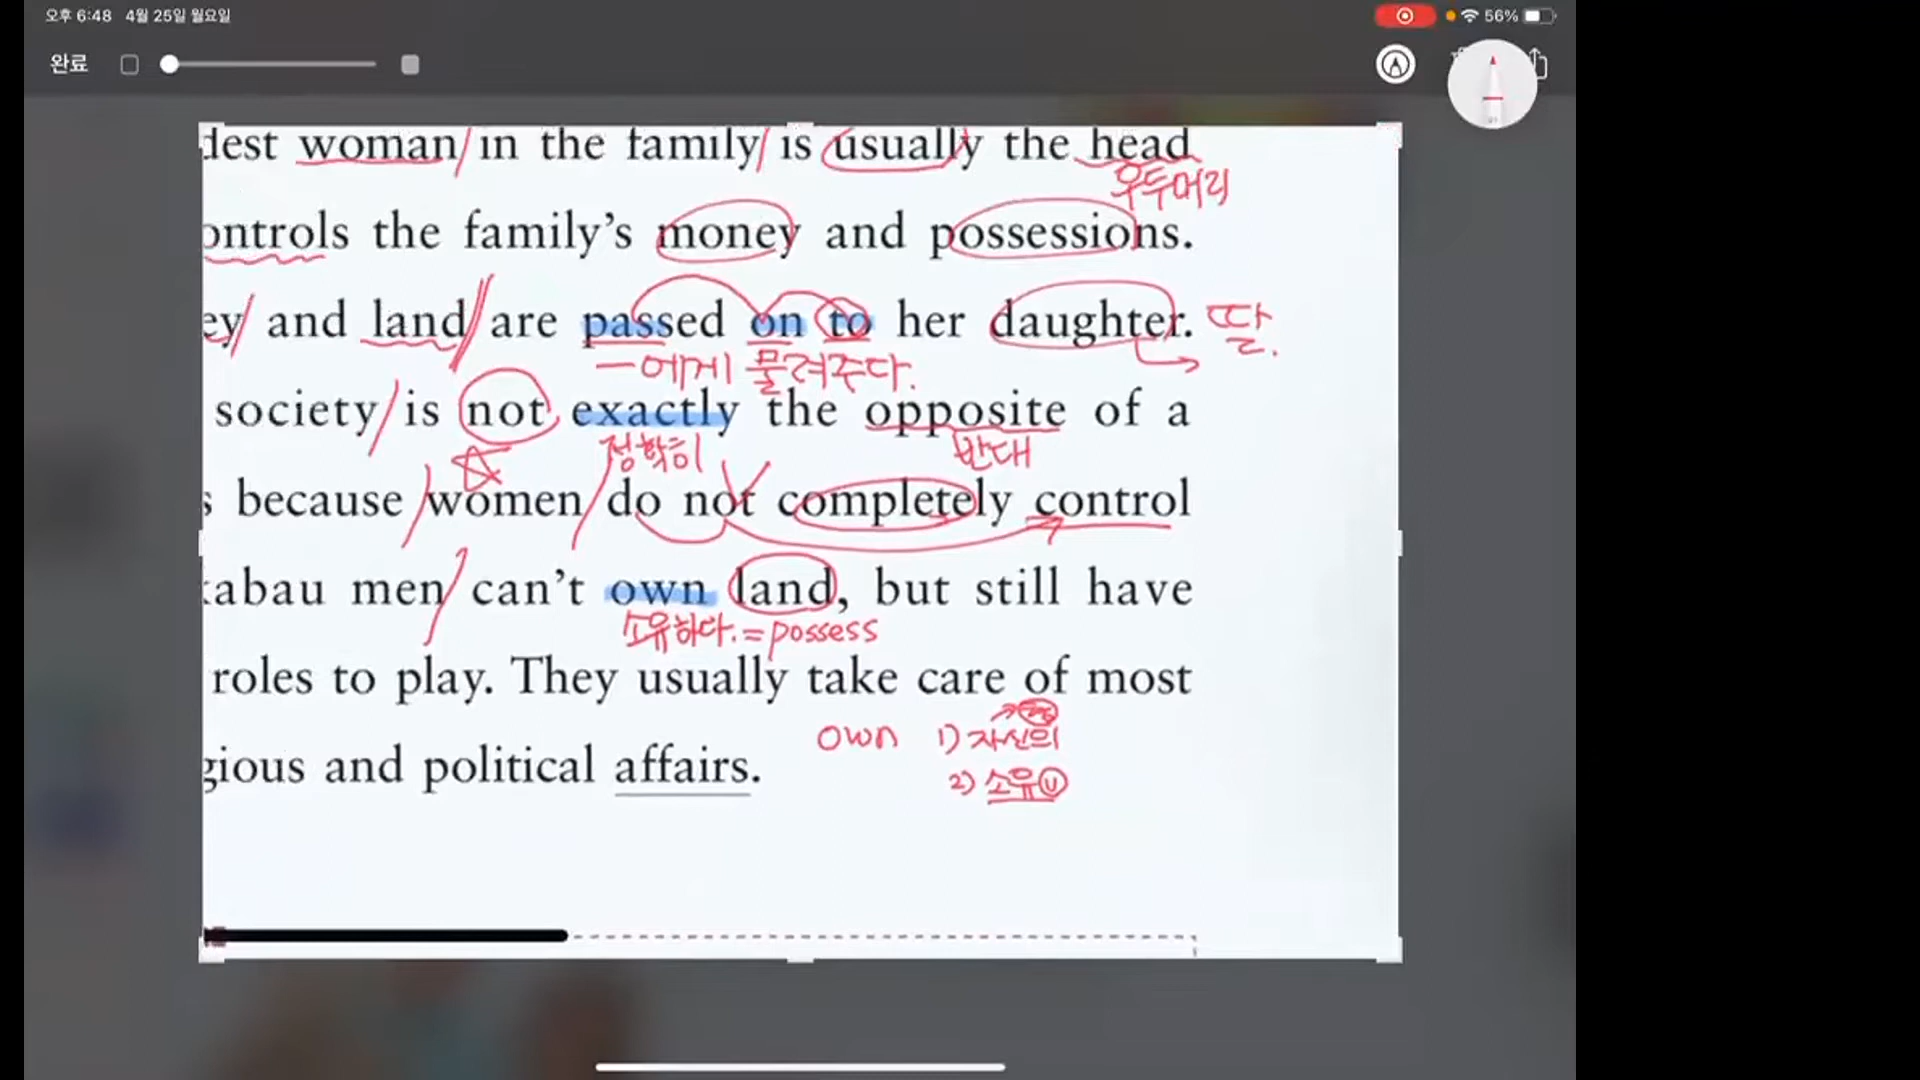 오후 6:48 4월 25일 월요일
56%
완료
dest woman in the family is usually the head
우두머리
ontrols the family's money and possessions.
ey and land are passed on to her daughter. 딸.
–에게 물려주다.
society is not exactly the opposite of a
정확히 반대
s because women do not completely control
kabau men can't own land, but still have
소유하다. = possess
roles to play. They usually take care of most
own 1) 자신의
gious and political affairs.
2) 소유 v